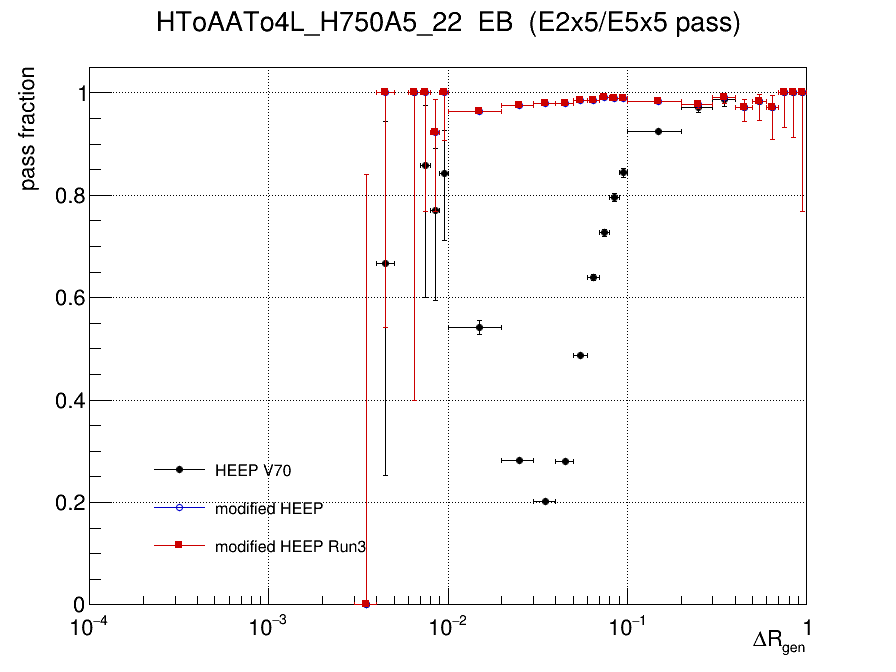 HToAATo4L_H750A5_22 EB (E2x5/E5x5 pass)
pass fraction
1
0.8
0.6
0.4
0.2
0
HEEP V70
modified HEEP
modified HEEP Run3
10⁻⁴ 10⁻³ 10⁻² 10⁻¹ 1
ΔR_gen